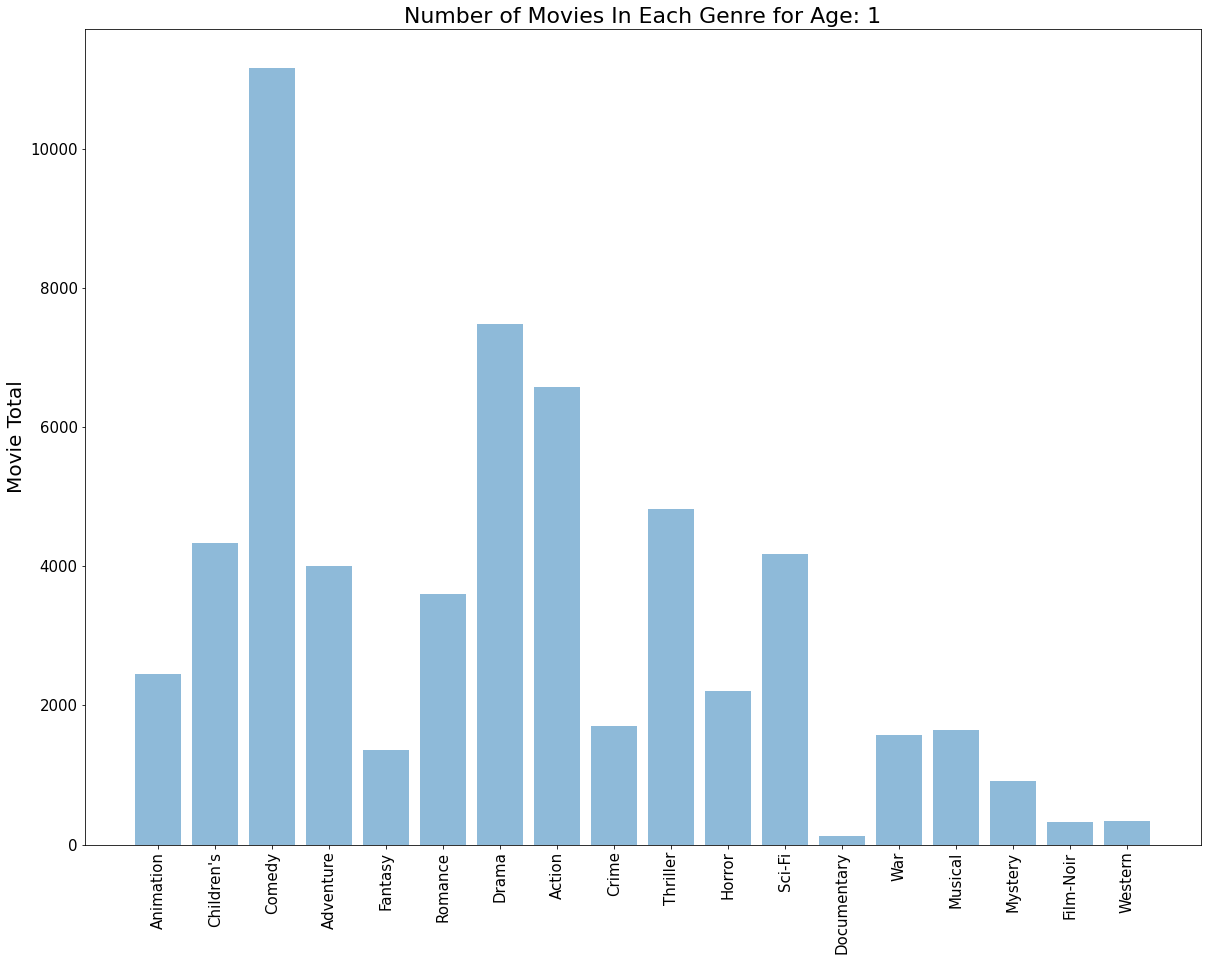 Number of Movies In Each Genre for Age: 1
Movie Total
10000
8000
6000
4000
2000
0
Animation
Children's
Comedy
Adventure
Fantasy
Romance
Drama
Action
Crime
Thriller
Horror
Sci-Fi
Documentary
War
Musical
Mystery
Film-Noir
Western